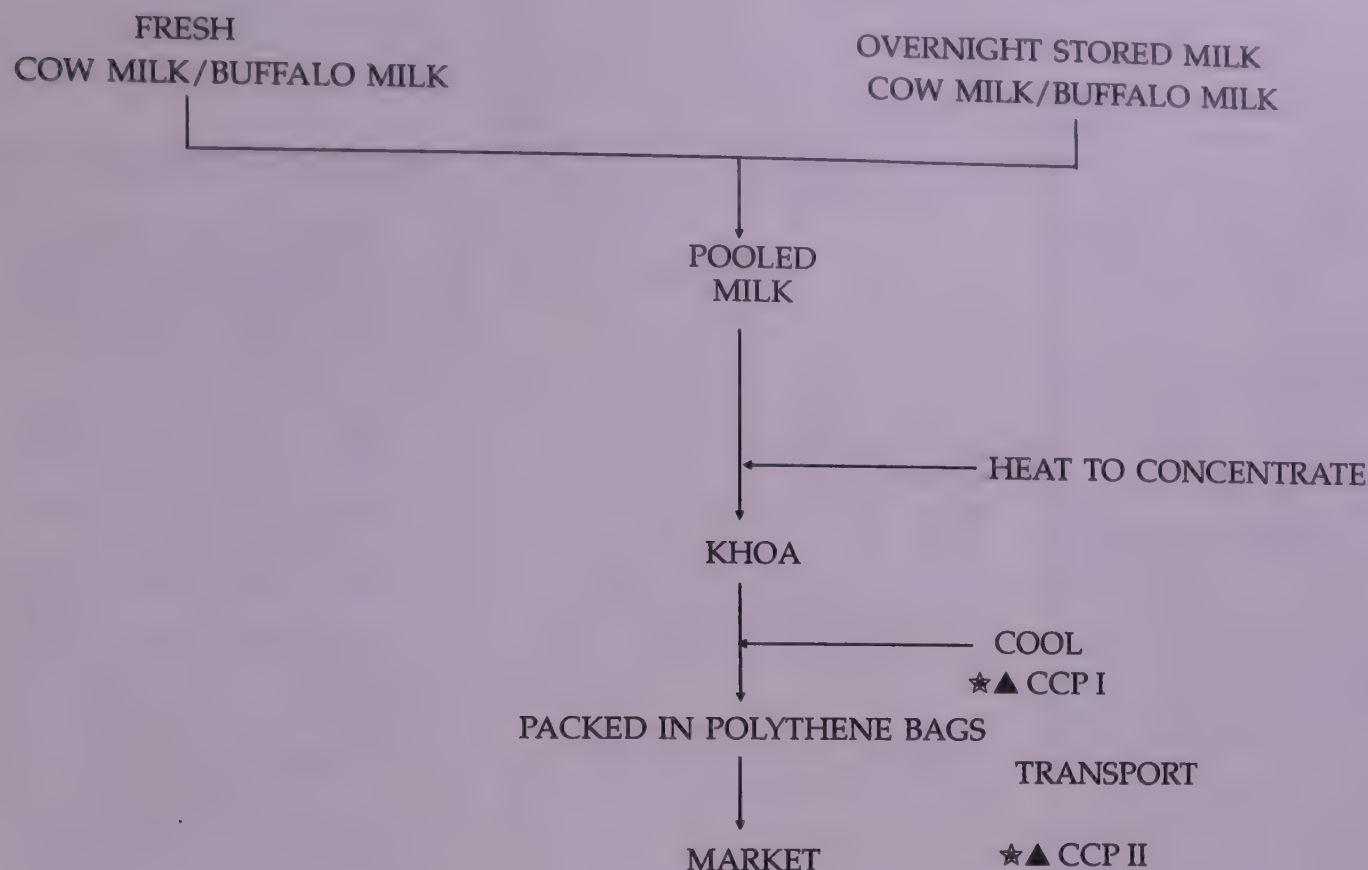 FRESH
COW MILK/BUFFALO MILK
OVERNIGHT STORED MILK
COW MILK/BUFFALO MILK
POOLED
MILK
HEAT TO CONCENTRATE
KHOA
COOL
☆▲ CCP I
PACKED IN POLYTHENE BAGS
TRANSPORT
MARKET
☆▲ CCP II